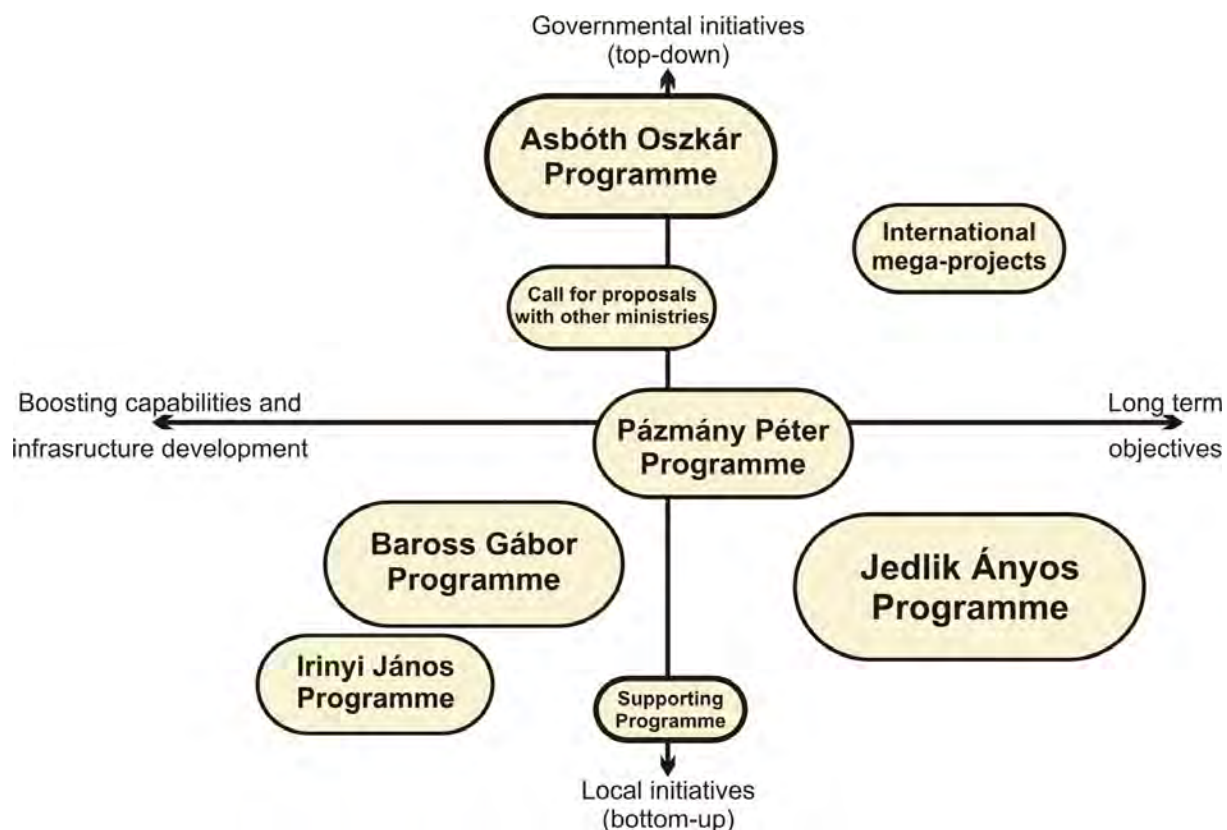 Governmental initiatives
(top-down)
Asbóth Oszkár
Programme
International
mega-projects
Call for proposals
with other ministries
Boosting capabilities and
infrasructure development
Pázmány Péter
Programme
Long term
objectives
Baross Gábor
Programme
Jedlik Ányos
Programme
Irinyi János
Programme
Supporting
Programme
Local initiatives
(bottom-up)